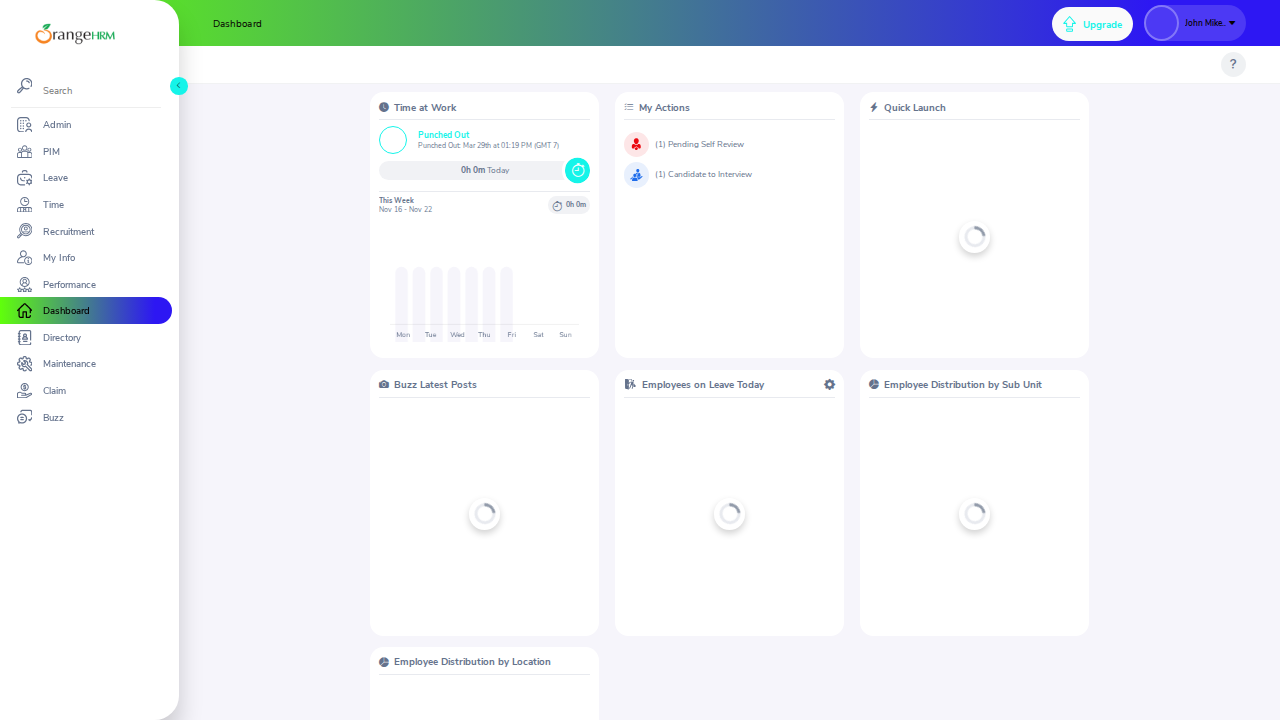 OrangeHRM
Dashboard
Upgrade
John Mike..
?
Search
Admin
PIM
Leave
Time
Recruitment
My Info
Performance
Dashboard
Directory
Maintenance
Claim
Buzz
Time at Work
Punched Out
Punched Out: Mar 29th at 01:19 PM (GMT 7)
0h 0m Today
This Week
Nov 16 - Nov 22
0h 0m
Mon Tue Wed Thu Fri Sat Sun
My Actions
(1) Pending Self Review
(1) Candidate to Interview
Quick Launch
Buzz Latest Posts
Employees on Leave Today
Employee Distribution by Sub Unit
Employee Distribution by Location